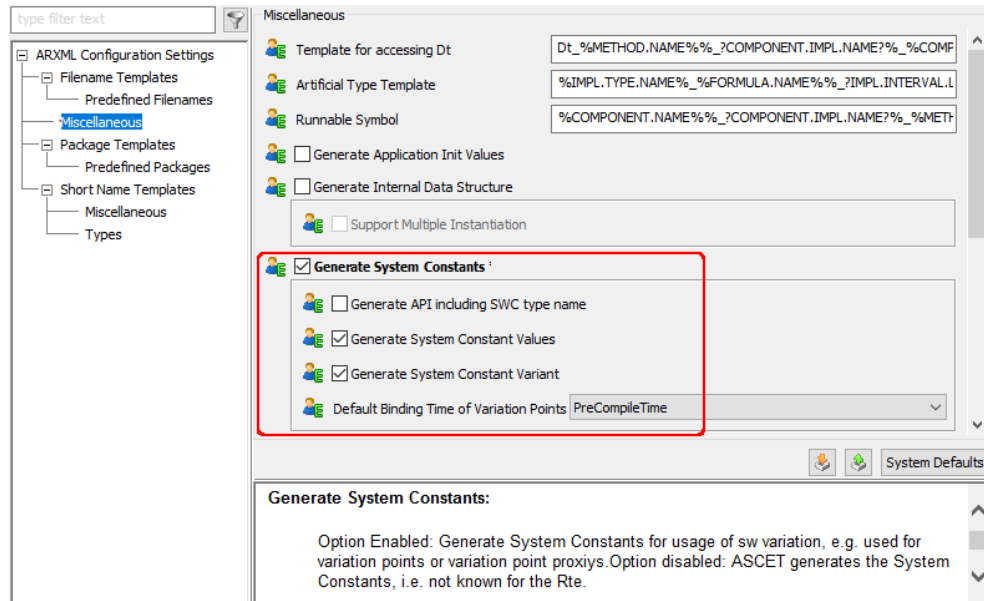 type filter text
ARXML Configuration Settings
Filename Templates
Predefined Filenames
Miscellaneous
Package Templates
Predefined Packages
Short Name Templates
Miscellaneous
Types
Miscellaneous
Template for accessing Dt
Dt_%METHOD.NAME%%_?COMPONENT.IMPL.NAME?%_%COMP
Artificial Type Template
%IMPL.TYPE.NAME%_%FORMULA.NAME%%_?IMPL.INTERVAL.L
Runnable Symbol
%COMPONENT.NAME%%_?COMPONENT.IMPL.NAME?%_%METH
Generate Application Init Values
Generate Internal Data Structure
Support Multiple Instantiation
Generate System Constants :
Generate API including SWC type name
Generate System Constant Values
Generate System Constant Variant
Default Binding Time of Variation Points PreCompileTime
System Defaults
Generate System Constants:
Option Enabled: Generate System Constants for usage of sw variation, e.g. used for
variation points or variation point proxiys.Option disabled: ASCET generates the System
Constants, i.e. not known for the Rte.